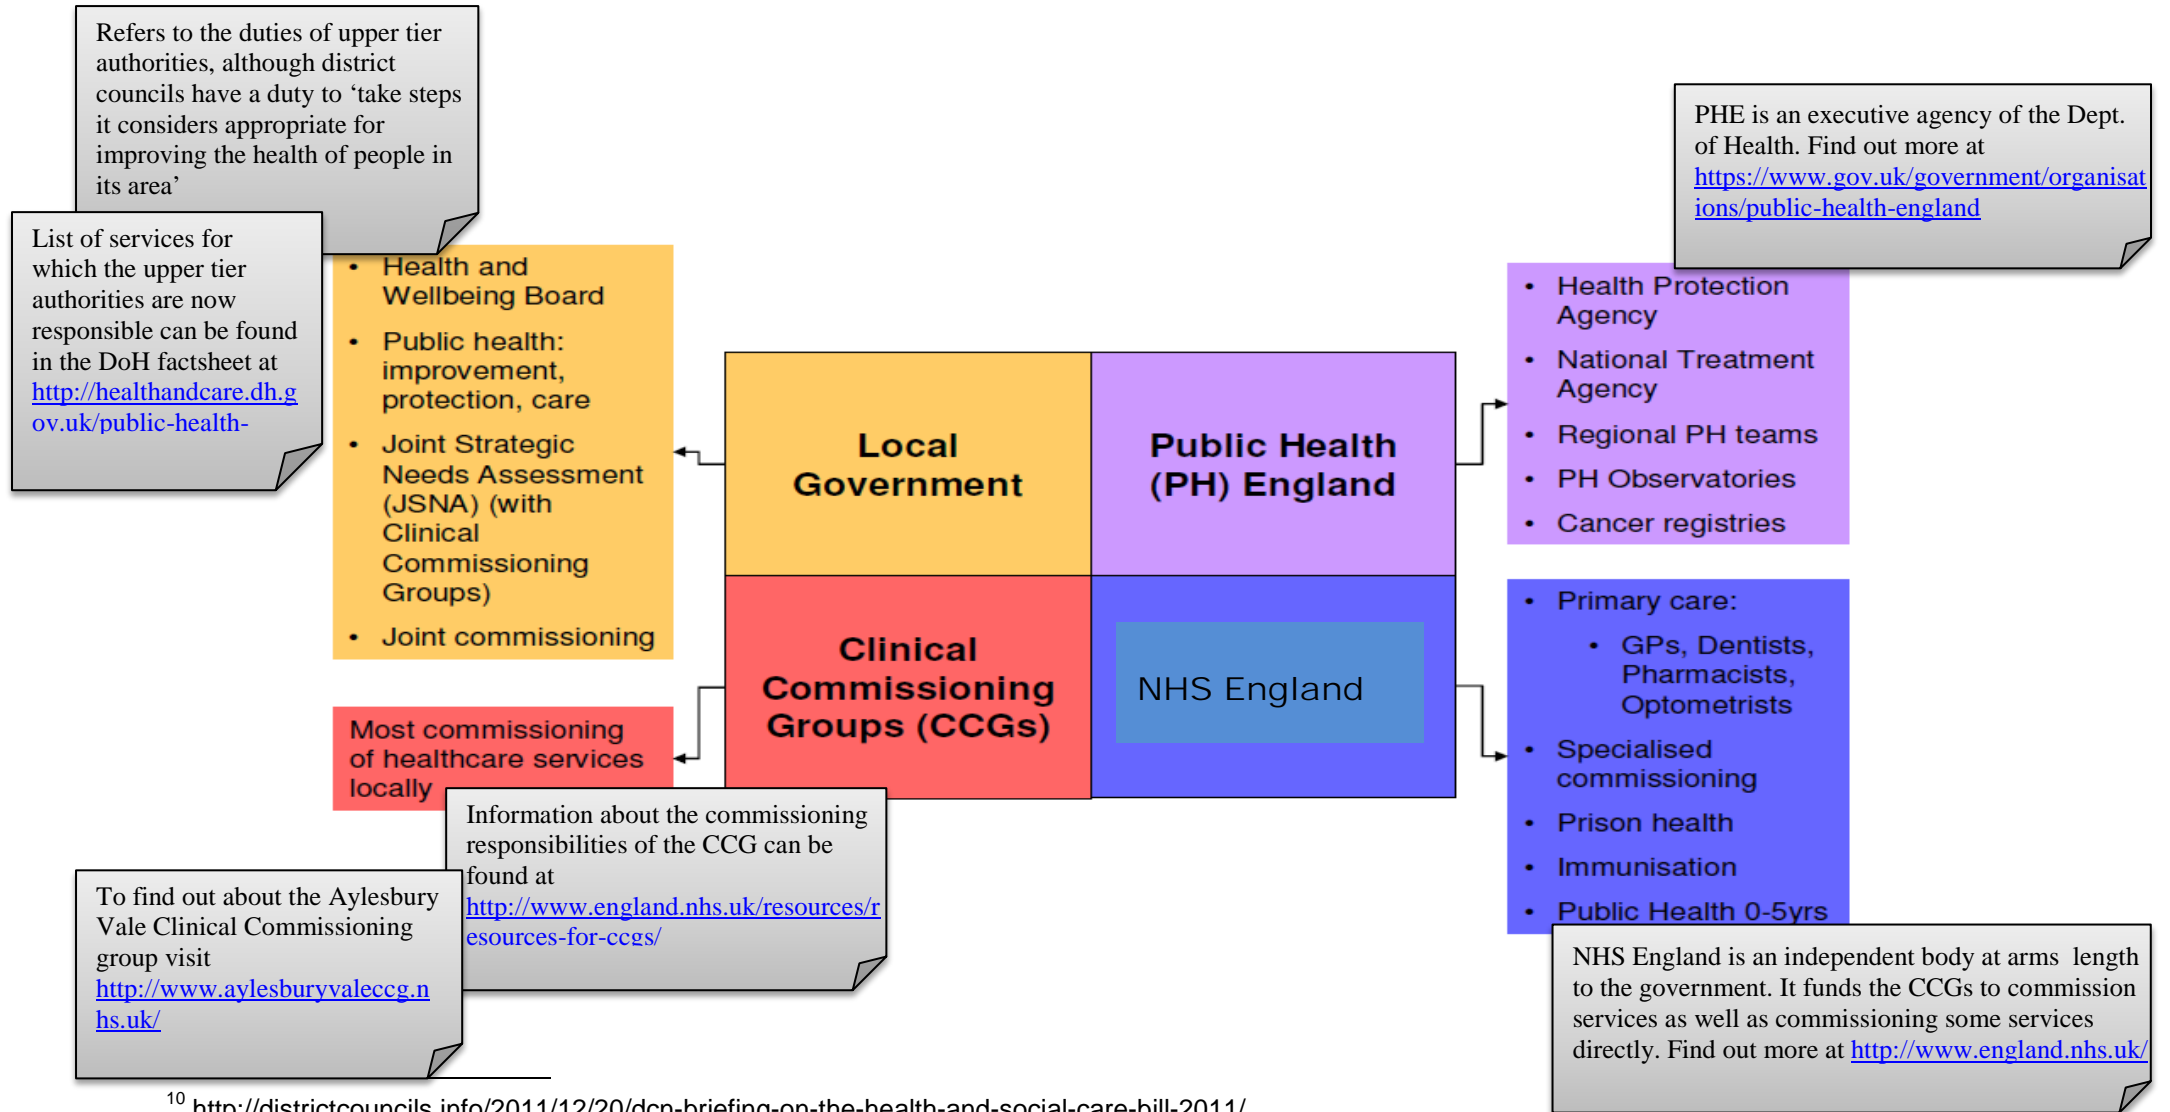 Refers to the duties of upper tier
authorities, although district
councils have a duty to ‘take steps
it considers appropriate for
improving the health of people in
its area’
List of services for
which the upper tier
authorities are now
responsible can be found
in the DoH factsheet at
http://healthandcare.dh.g
ov.uk/public-health-
• Health and
Wellbeing Board
• Public health:
improvement,
protection, care
• Joint Strategic
Needs Assessment
(JSNA) (with
Clinical
Commissioning
Groups)
• Joint commissioning
Most commissioning
of healthcare services
locally
Local
Government
Public Health
(PH) England
Clinical
Commissioning
Groups (CCGs)
NHS England
PHE is an executive agency of the Dept.
of Health. Find out more at
https://www.gov.uk/government/organisat
ions/public-health-england
• Health Protection
Agency
• National Treatment
Agency
• Regional PH teams
• PH Observatories
• Cancer registries
• Primary care:
• GPs, Dentists,
Pharmacists,
Optometrists
• Specialised
commissioning
• Prison health
• Immunisation
• Public Health 0-5yrs
Information about the commissioning
responsibilities of the CCG can be
found at
http://www.england.nhs.uk/resources/r
esources-for-ccgs/
To find out about the Aylesbury
Vale Clinical Commissioning
group visit
http://www.aylesburyvaleccg.n
hs.uk/
NHS England is an independent body at arms  length
to the government. It funds the CCGs to commission
services as well as commissioning some services
directly. Find out more at http://www.england.nhs.uk/
10 http://districtcouncils.info/2011/12/20/dcn-briefing-on-the-health-and-social-care-bill-2011/